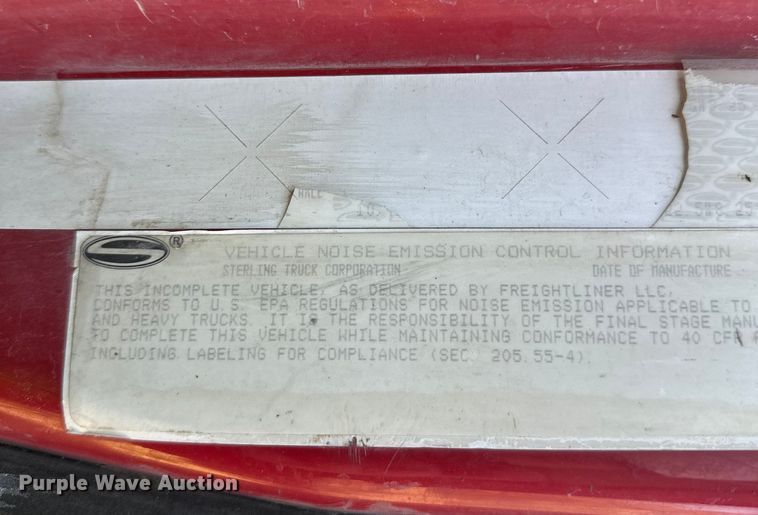 AXLE
®
VEHICLE NOISE EMISSION CONTROL INFORMATION
STERLING TRUCK CORPORATION DATE OF MANUFACTURE
THIS INCOMPLETE VEHICLE, AS DELIVERED BY FREIGHTLINER LLC,
CONFORMS TO U.S. EPA REGULATIONS FOR NOISE EMISSION APPLICABLE TO
AND HEAVY TRUCKS. IT IS THE RESPONSIBILITY OF THE FINAL STAGE MANU
TO COMPLETE THIS VEHICLE WHILE MAINTAINING CONFORMANCE TO 40 CFR
INCLUDING LABELING FOR COMPLIANCE (SEC. 205.55-4).
Purple Wave Auction